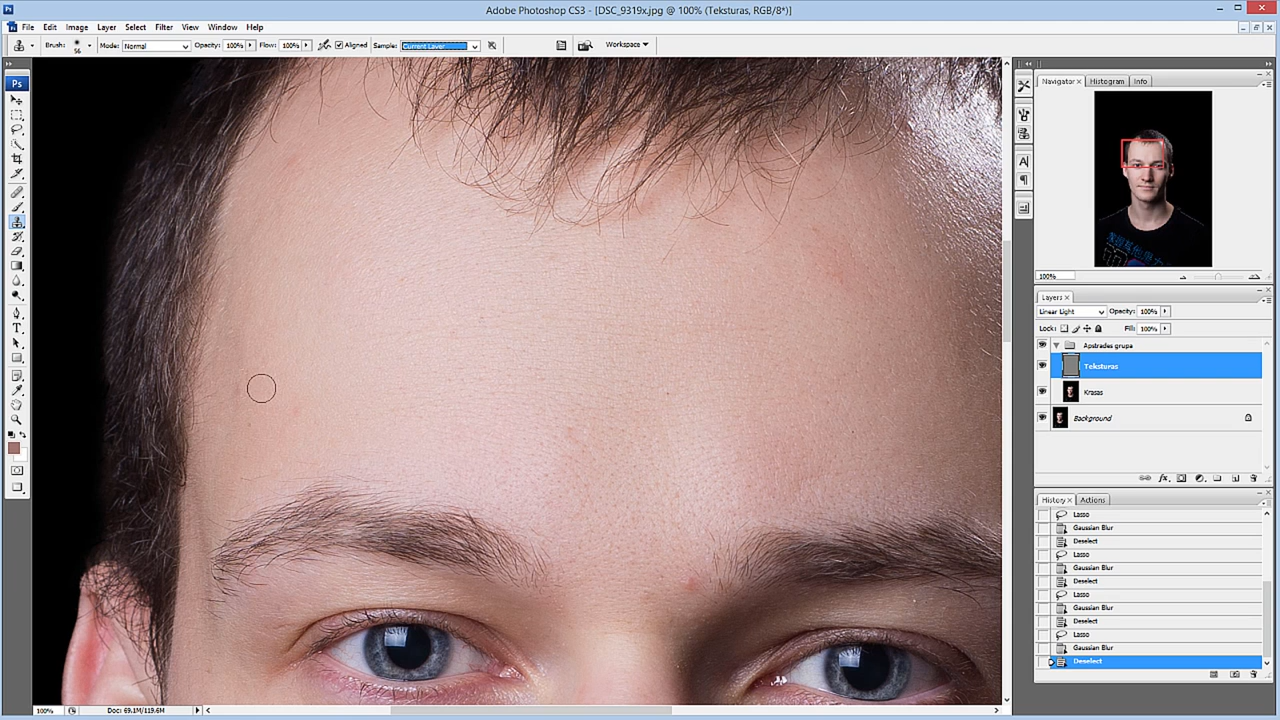 Adobe Photoshop CS3 - [DSC_9319x.jpg @ 100% (Teksturas, RGB/8*)]
File Edit Image Layer Select Filter View Window Help
Brush: 56 Mode: Normal Opacity: 100% Flow: 100% Aligned Sample: Current Layer Workspace
Ps
Navigator Histogram Info
100%
Layers
Linear Light Opacity: 100%
Lock: Fill: 100%
Apstrades grupa
Teksturas
Krasas
Background
History Actions
Lasso
Gaussian Blur
Deselect
Lasso
Gaussian Blur
Deselect
Lasso
Gaussian Blur
Deselect
Lasso
Gaussian Blur
Deselect
100% Doc: 69.1M/119.6M